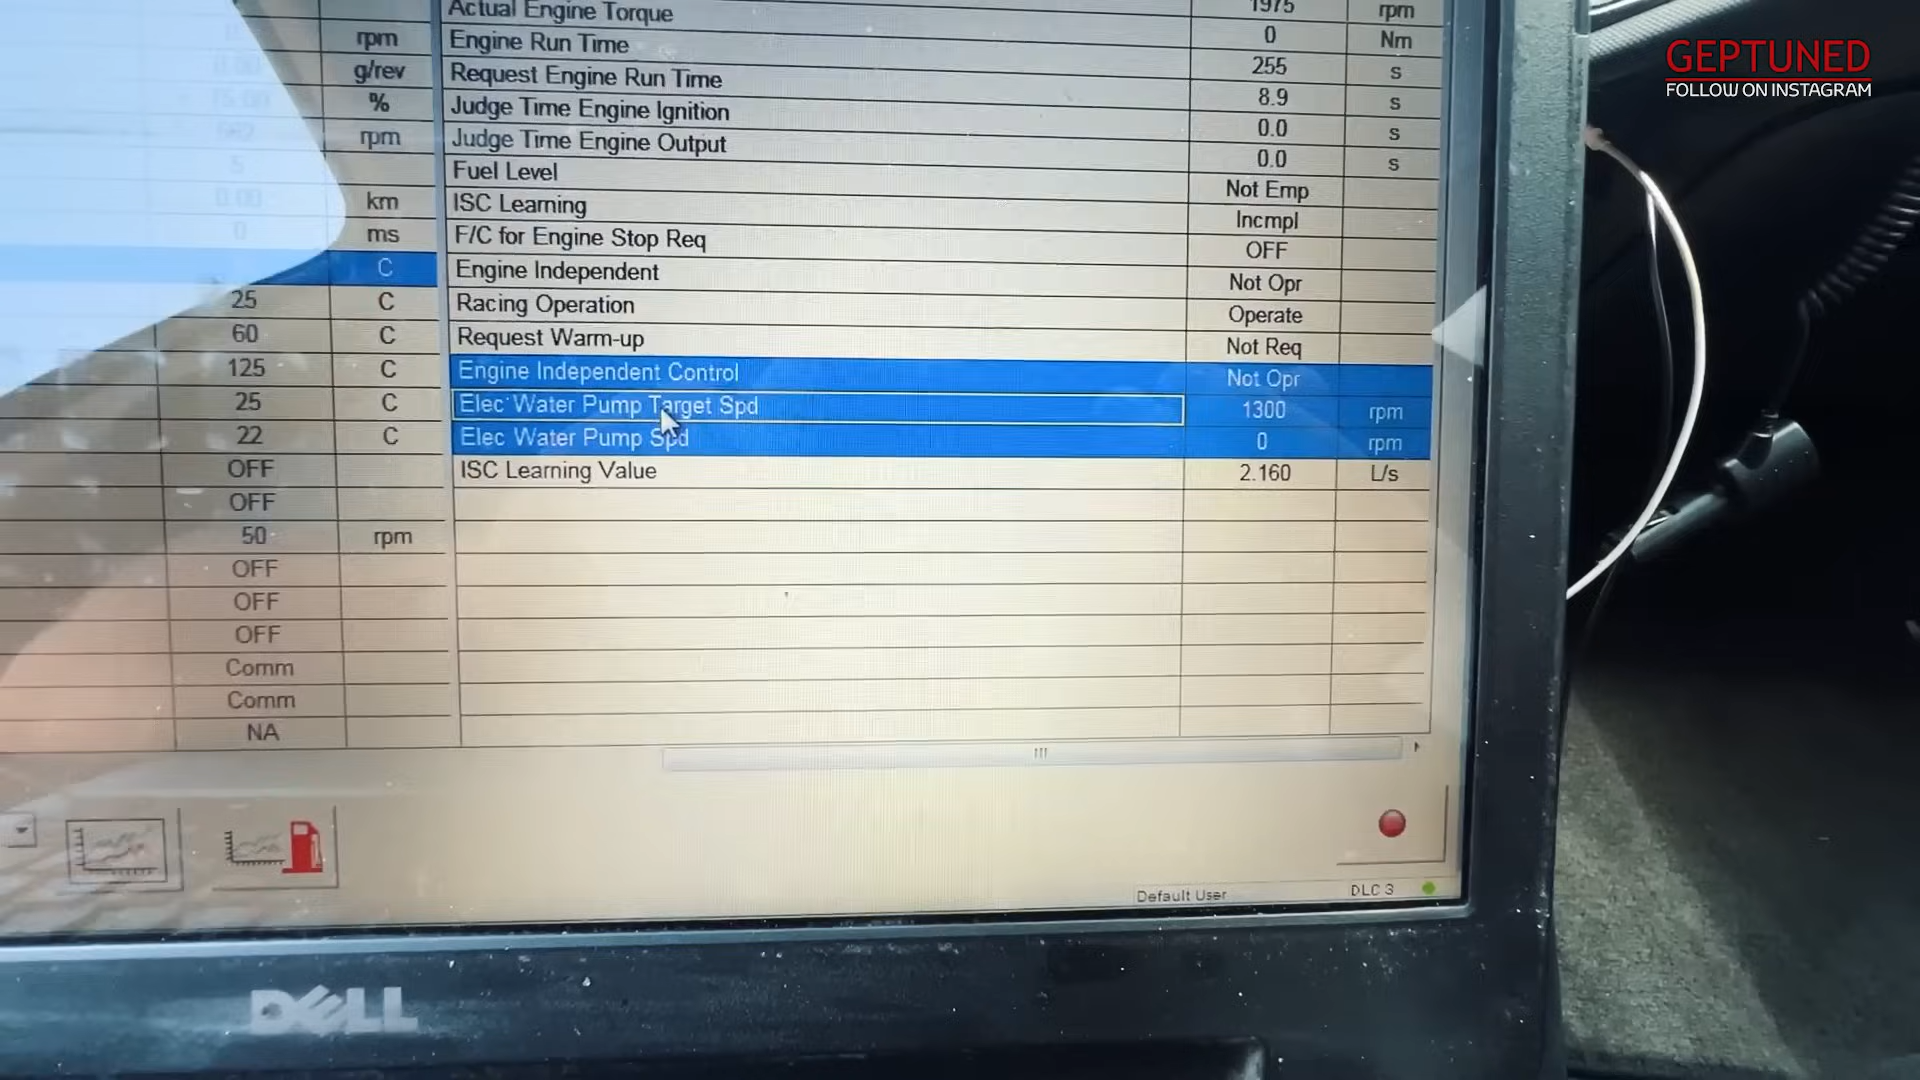 GEPTUNED
FOLLOW ON INSTAGRAM
Actual Engine Torque 1975 rpm
rpm Engine Run Time 0 Nm
g/rev Request Engine Run Time 255 s
% Judge Time Engine Ignition 8.9 s
rpm Judge Time Engine Output 0.0 s
5 Fuel Level 0.0 s
0.00 km ISC Learning Not Emp
0 ms F/C for Engine Stop Req Incmpl
C Engine Independent OFF
25 C Racing Operation Not Opr
60 C Request Warm-up Operate
125 C Engine Independent Control Not Req
25 C Elec Water Pump Target Spd Not Opr
22 C Elec Water Pump Spd 1300 rpm
OFF ISC Learning Value 0 rpm
OFF 2.160 L/s
50 rpm
OFF
OFF
OFF
Comm
Comm
NA
Default User DLC 3
DELL